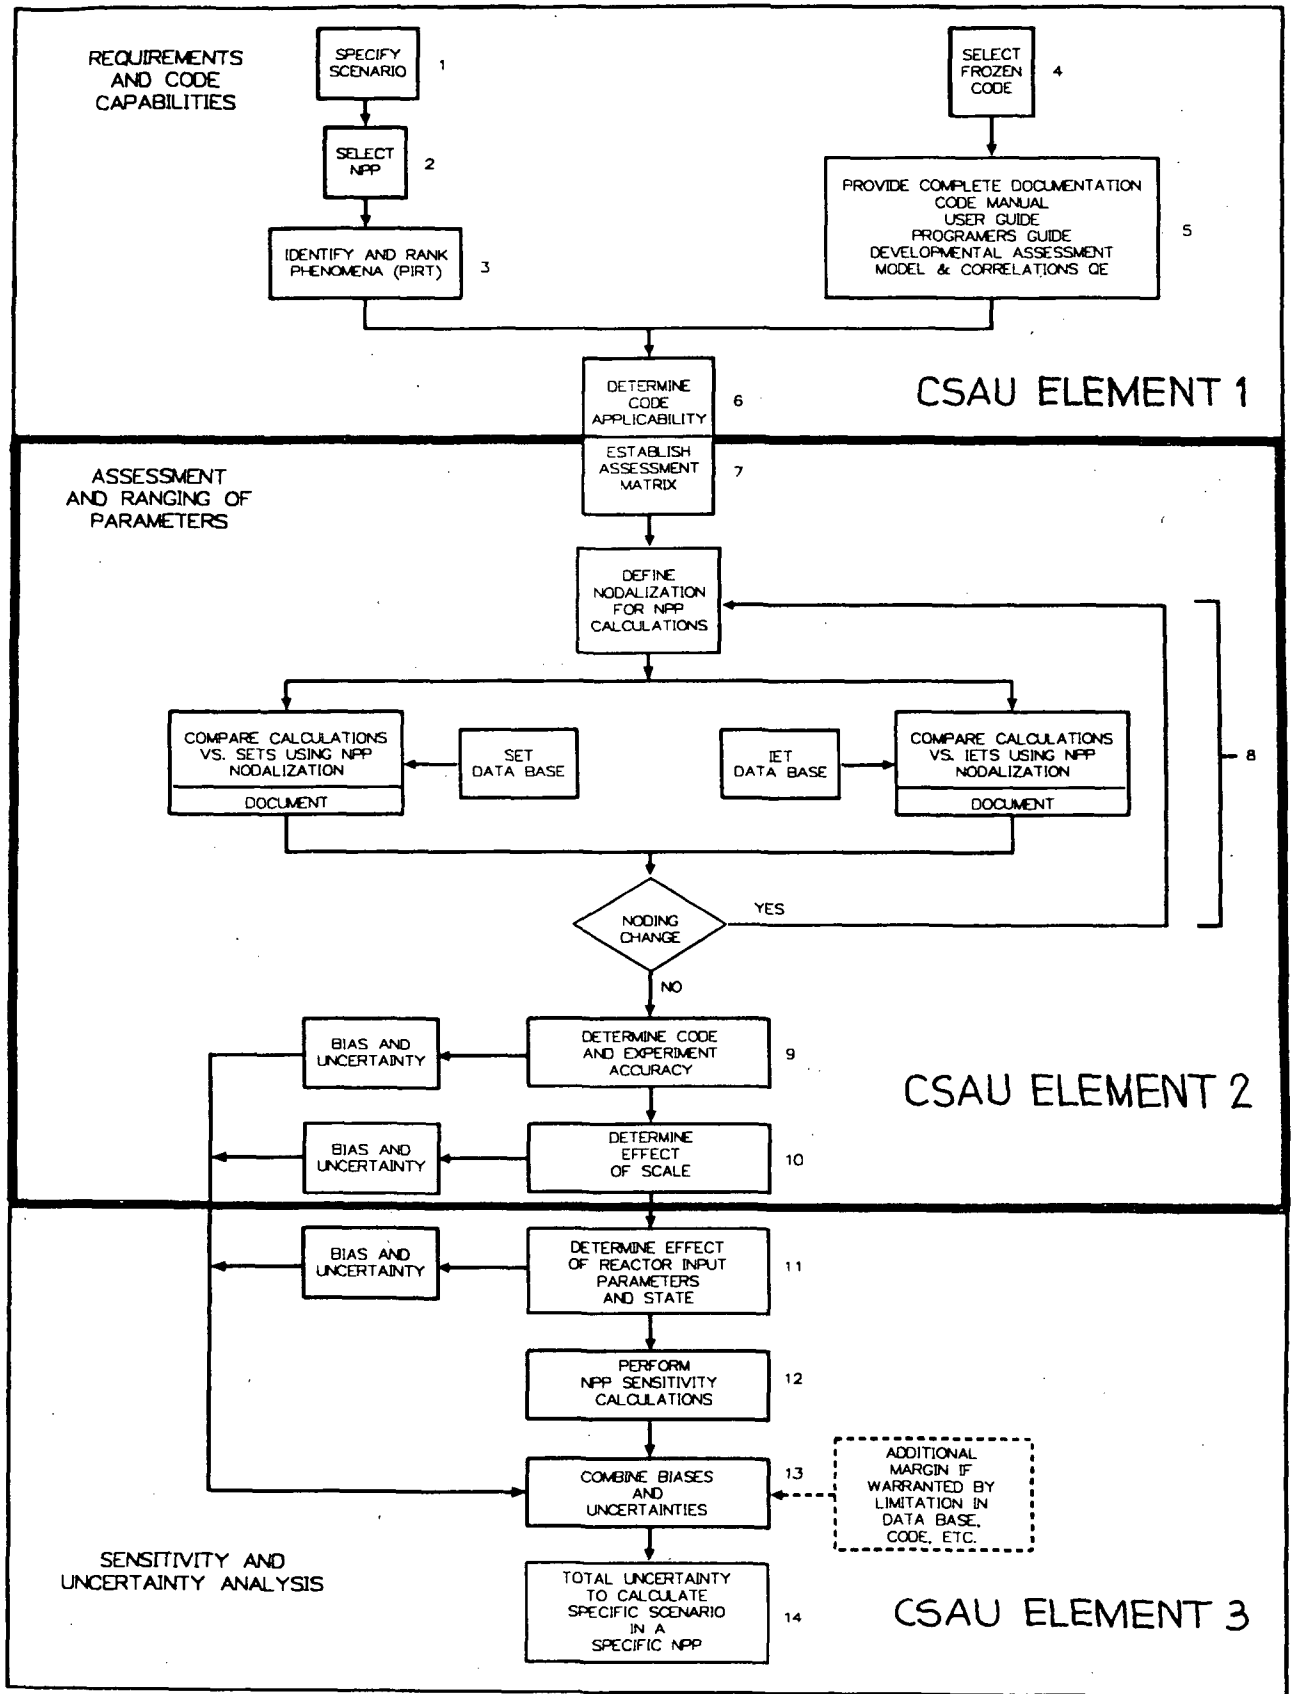 REQUIREMENTS
AND CODE
CAPABILITIES
SPECIFY
SCENARIO
1
SELECT
NPP
2
IDENTIFY AND RANK
PHENOMENA (PIRT)
3
SELECT
FROZEN
CODE
4
PROVIDE COMPLETE DOCUMENTATION
CODE MANUAL
USER GUIDE
PROGRAMERS GUIDE
DEVELOPMENTAL ASSESSMENT
MODEL & CORRELATIONS QE
5
DETERMINE
CODE
APPLICABILITY
6
CSAU ELEMENT 1
ASSESSMENT
AND RANGING OF
PARAMETERS
ESTABLISH
ASSESSMENT
MATRIX
7
DEFINE
NODALIZATION
FOR NPP
CALCULATIONS
COMPARE CALCULATIONS
VS. SETS USING NPP
NODALIZATION
DOCUMENT
SET
DATA BASE
IET
DATA BASE
COMPARE CALCULATIONS
VS. IETS USING NPP
NODALIZATION
DOCUMENT
8
NODING
CHANGE
YES
NO
BIAS AND
UNCERTAINTY
DETERMINE CODE
AND EXPERIMENT
ACCURACY
9
CSAU ELEMENT 2
BIAS AND
UNCERTAINTY
DETERMINE
EFFECT
OF SCALE
10
BIAS AND
UNCERTAINTY
DETERMINE EFFECT
OF REACTOR INPUT
PARAMETERS
AND STATE
11
PERFORM
NPP SENSITIVITY
CALCULATIONS
12
COMBINE BIASES
AND
UNCERTAINTIES
13
ADDITIONAL
MARGIN IF
WARRANTED BY
LIMITATION IN
DATA BASE,
CODE, ETC.
SENSITIVITY AND
UNCERTAINTY ANALYSIS
TOTAL UNCERTAINTY
TO CALCULATE
SPECIFIC SCENARIO
IN A
SPECIFIC NPP
14
CSAU ELEMENT 3